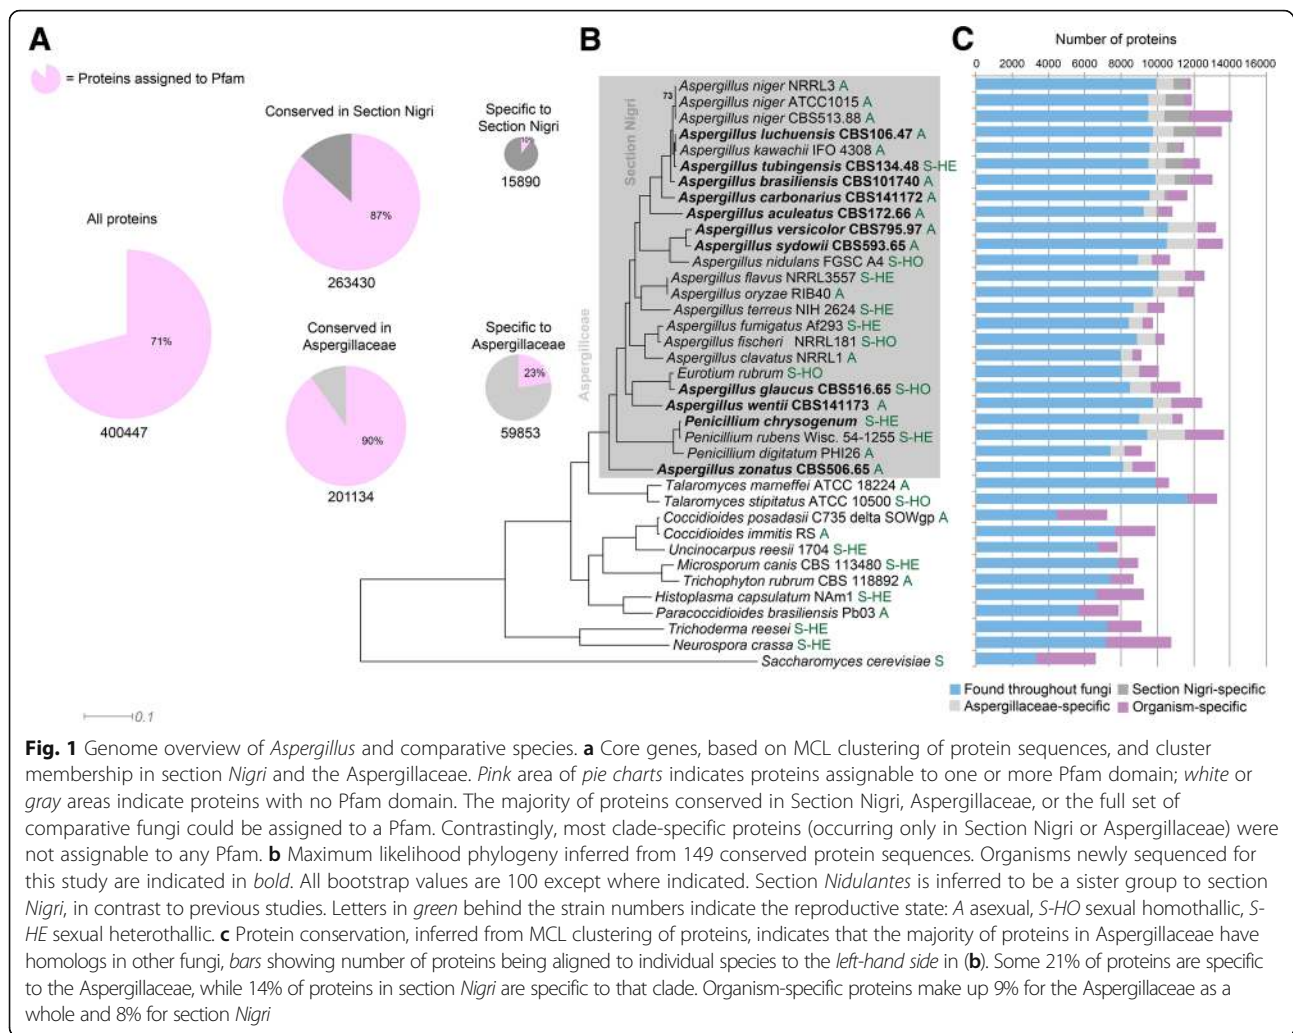 A
= Proteins assigned to Pfam
All proteins
71%
400447
Conserved in Section Nigri
87%
263430
Specific to
Section Nigri
10%
15890
Conserved in
Aspergillaceae
90%
201134
Specific to
Aspergillaceae
23%
59853
B
Section Nigri
Aspergilliceae
73
Aspergillus niger NRRL3 A
Aspergillus niger ATCC1015 A
Aspergillus niger CBS513.88 A
Aspergillus luchuensis CBS106.47 A
Aspergillus kawachii IFO 4308 A
Aspergillus tubingensis CBS134.48 S-HE
Aspergillus brasiliensis CBS101740 A
Aspergillus carbonarius CBS141172 A
Aspergillus aculeatus CBS172.66 A
Aspergillus versicolor CBS795.97 A
Aspergillus sydowii CBS593.65 A
Aspergillus nidulans FGSC A4 S-HO
Aspergillus flavus NRRL3557 S-HE
Aspergillus oryzae RIB40 A
Aspergillus terreus NIH 2624 S-HE
Aspergillus fumigatus Af293 S-HE
Aspergillus fischeri NRRL181 S-HO
Aspergillus clavatus NRRL1 A
Eurotium rubrum S-HO
Aspergillus glaucus CBS516.65 S-HO
Aspergillus wentii CBS141173 A
Penicillium chrysogenum S-HE
Penicillium rubens Wisc. 54-1255 S-HE
Penicillium digitatum PHI26 A
Aspergillus zonatus CBS506.65 A
Talaromyces marneffei ATCC 18224 A
Talaromyces stipitatus ATCC 10500 S-HO
Coccidioides posadasii C735 delta SOWgp A
Coccidioides immitis RS A
Uncinocarpus reesii 1704 S-HE
Microsporum canis CBS 113480 S-HE
Trichophyton rubrum CBS 118892 A
Histoplasma capsulatum NAm1 S-HE
Paracoccidioides brasiliensis Pb03 A
Trichoderma reesei S-HE
Neurospora crassa S-HE
Saccharomyces cerevisiae S
0.1
C
Number of proteins
0 2000 4000 6000 8000 10000 12000 14000 16000
Found throughout fungi
Section Nigri-specific
Aspergillaceae-specific
Organism-specific
Fig. 1 Genome overview of Aspergillus and comparative species. a Core genes, based on MCL clustering of protein sequences, and cluster
membership in section Nigri and the Aspergillaceae. Pink area of pie charts indicates proteins assignable to one or more Pfam domain; white or
gray areas indicate proteins with no Pfam domain. The majority of proteins conserved in Section Nigri, Aspergillaceae, or the full set of
comparative fungi could be assigned to a Pfam. Contrastingly, most clade-specific proteins (occurring only in Section Nigri or Aspergillaceae) were
not assignable to any Pfam. b Maximum likelihood phylogeny inferred from 149 conserved protein sequences. Organisms newly sequenced for
this study are indicated in bold. All bootstrap values are 100 except where indicated. Section Nidulantes is inferred to be a sister group to section
Nigri, in contrast to previous studies. Letters in green behind the strain numbers indicate the reproductive state: A asexual, S-HO sexual homothallic, S-
HE sexual heterothallic. c Protein conservation, inferred from MCL clustering of proteins, indicates that the majority of proteins in Aspergillaceae have
homologs in other fungi, bars showing number of proteins being aligned to individual species to the left-hand side in (b). Some 21% of proteins are specific
to the Aspergillaceae, while 14% of proteins in section Nigri are specific to that clade. Organism-specific proteins make up 9% for the Aspergillaceae as a
whole and 8% for section Nigri